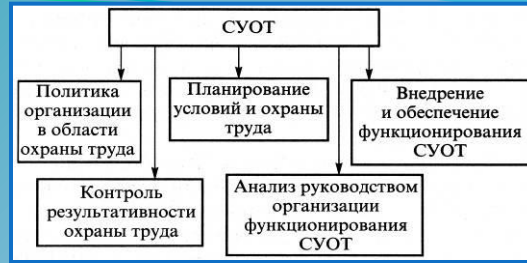 СУОТ
Политика
организации
в области
охраны труда
Планирование
условий и охраны
труда
Внедрение
и обеспечение
функционирования
СУОТ
Контроль
результативности
охраны труда
Анализ руководством
организации
функционирования
СУОТ